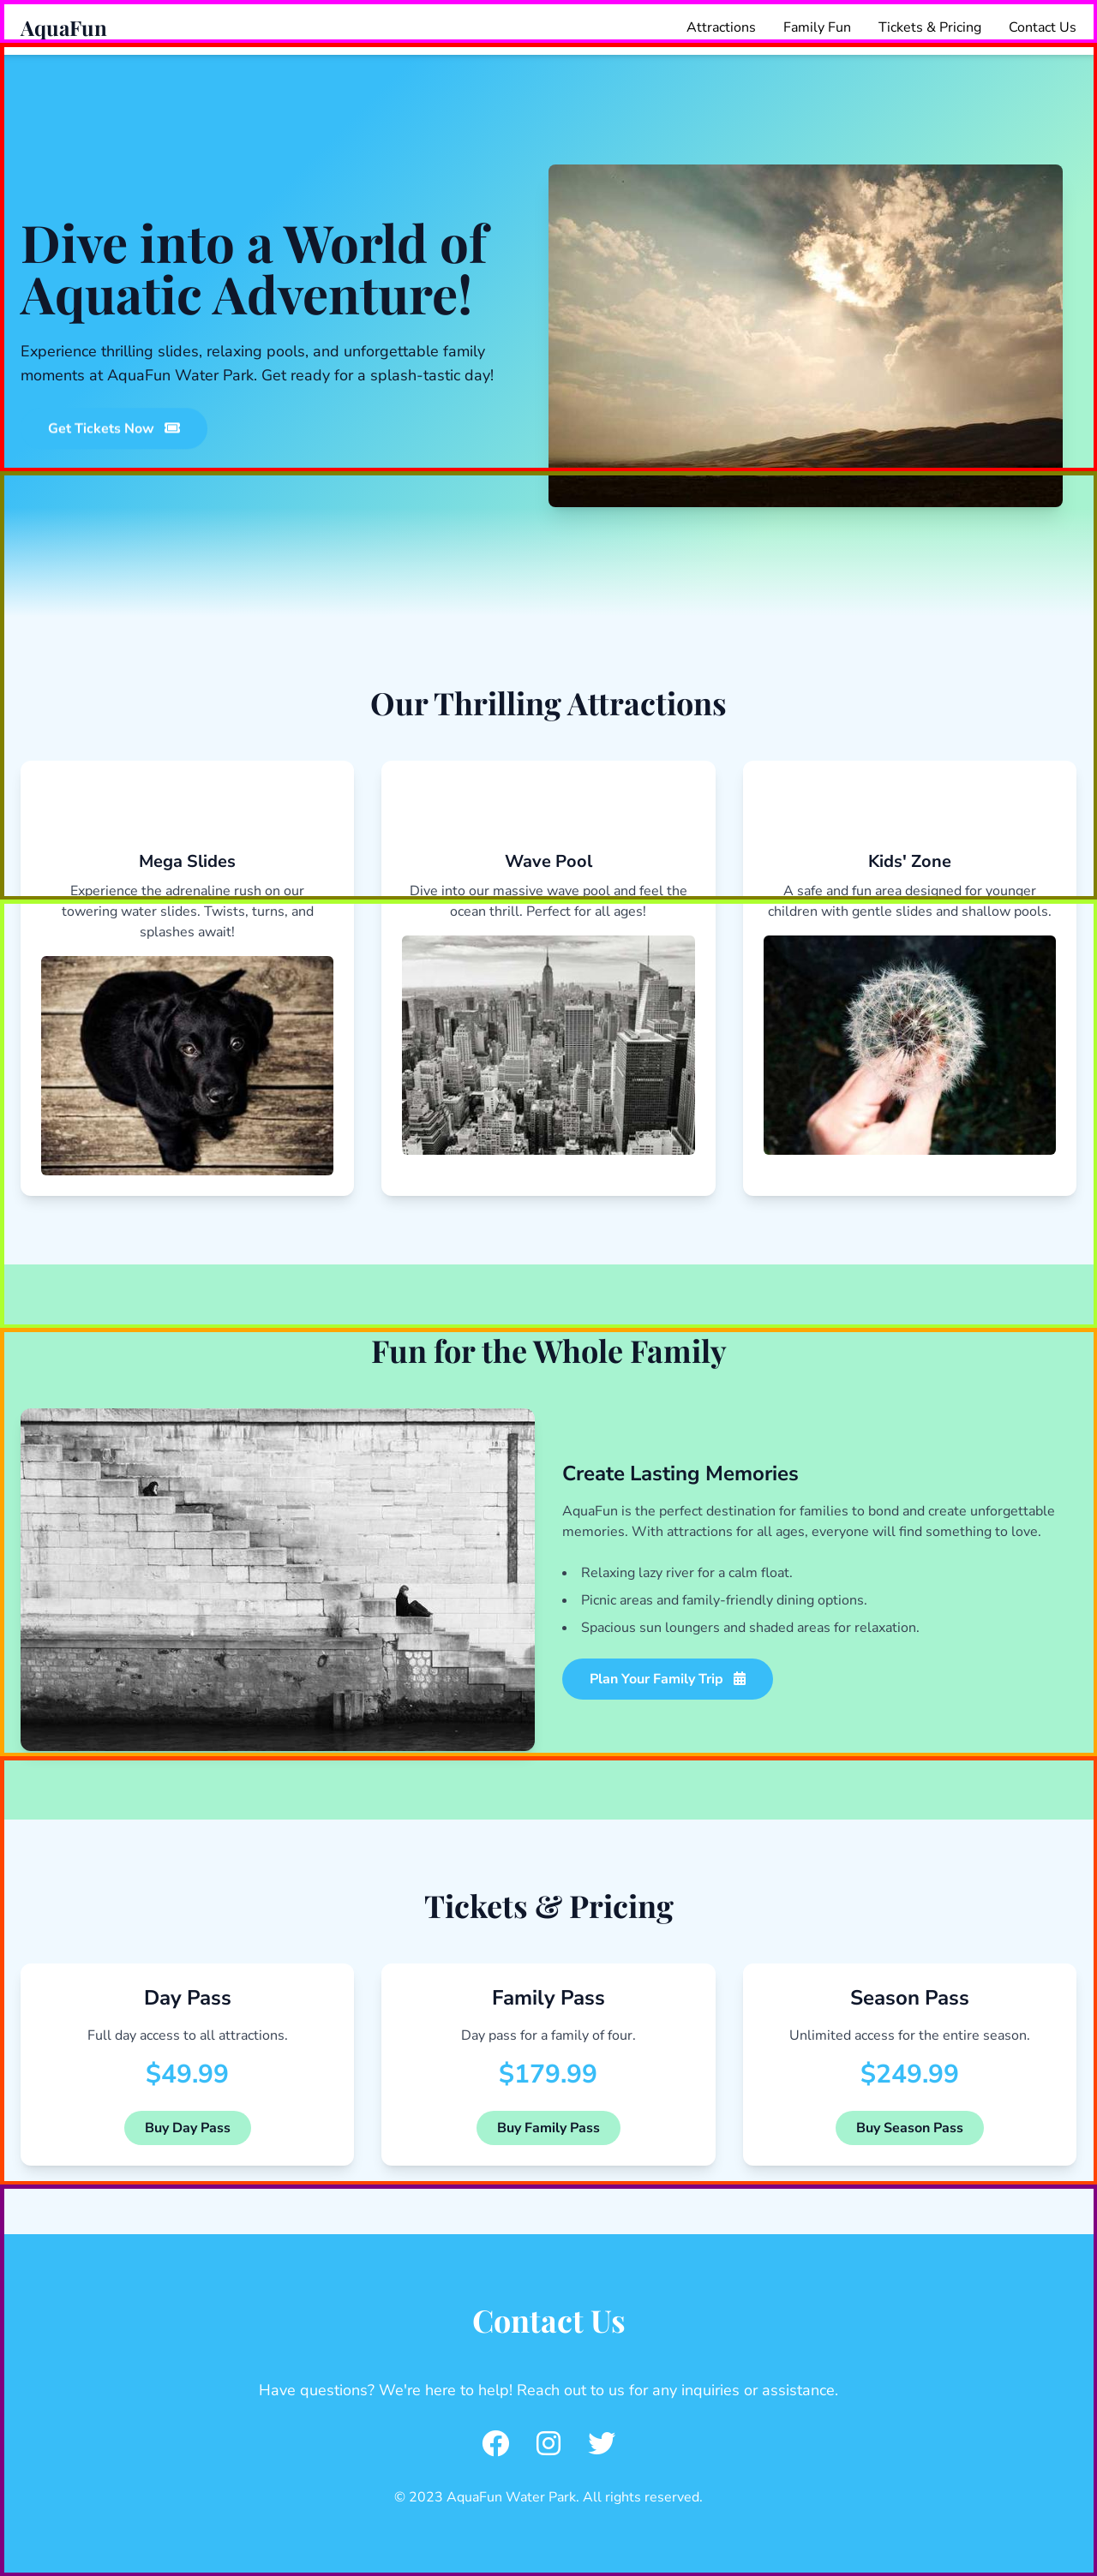 AquaFun
Attractions
Family Fun
Tickets & Pricing
Contact Us
Dive into a World of
Aquatic Adventure!
Experience thrilling slides, relaxing pools, and unforgettable family
moments at AquaFun Water Park. Get ready for a splash-tastic day!
Get Tickets Now
Our Thrilling Attractions
Mega Slides
Experience the adrenaline rush on our
towering water slides. Twists, turns, and
splashes await!
Wave Pool
Dive into our massive wave pool and feel the
ocean thrill. Perfect for all ages!
Kids' Zone
A safe and fun area designed for younger
children with gentle slides and shallow pools.
Fun for the Whole Family
Create Lasting Memories
AquaFun is the perfect destination for families to bond and create unforgettable
memories. With attractions for all ages, everyone will find something to love.
• Relaxing lazy river for a calm float.
• Picnic areas and family-friendly dining options.
• Spacious sun loungers and shaded areas for relaxation.
Plan Your Family Trip
Tickets & Pricing
Day Pass
Full day access to all attractions.
$49.99
Buy Day Pass
Family Pass
Day pass for a family of four.
$179.99
Buy Family Pass
Season Pass
Unlimited access for the entire season.
$249.99
Buy Season Pass
Contact Us
Have questions? We're here to help! Reach out to us for any inquiries or assistance.
© 2023 AquaFun Water Park. All rights reserved.